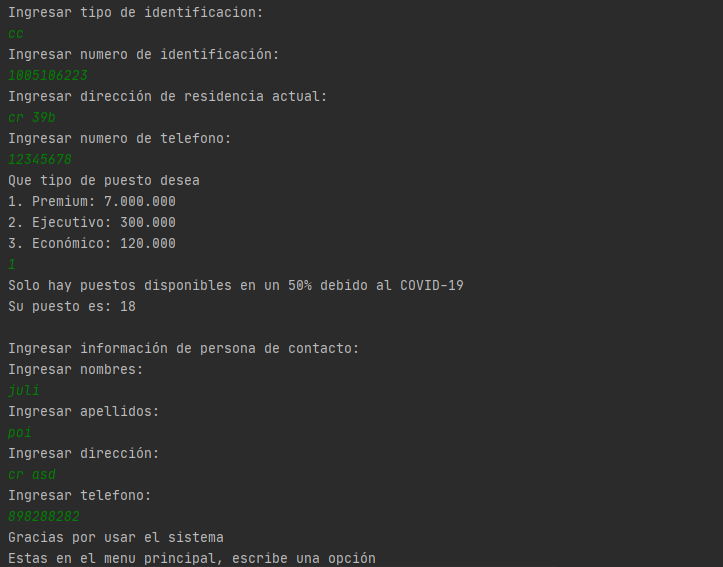 Ingresar tipo de identificacion:
cc
Ingresar numero de identificación:
1005106223
Ingresar dirección de residencia actual:
cr 39b
Ingresar numero de telefono:
12345678
Que tipo de puesto desea
1. Premium: 7.000.000
2. Ejecutivo: 300.000
3. Económico: 120.000
1
Solo hay puestos disponibles en un 50% debido al COVID-19
Su puesto es: 18
Ingresar información de persona de contacto:
Ingresar nombres:
juli
Ingresar apellidos:
poi
Ingresar dirección:
cr asd
Ingresar telefono:
898288282
Gracias por usar el sistema
Estas en el menu principal, escribe una opción